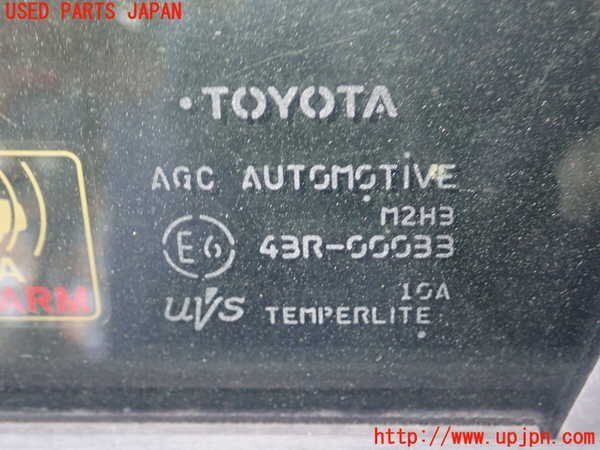 USED PARTS JAPAN
•TOYOTA
AGC AUTOMOTIVE
M2H3
E6 43R-00033
10A
UVS TEMPERLITE
A
ARM
http://www.upjpn.com/